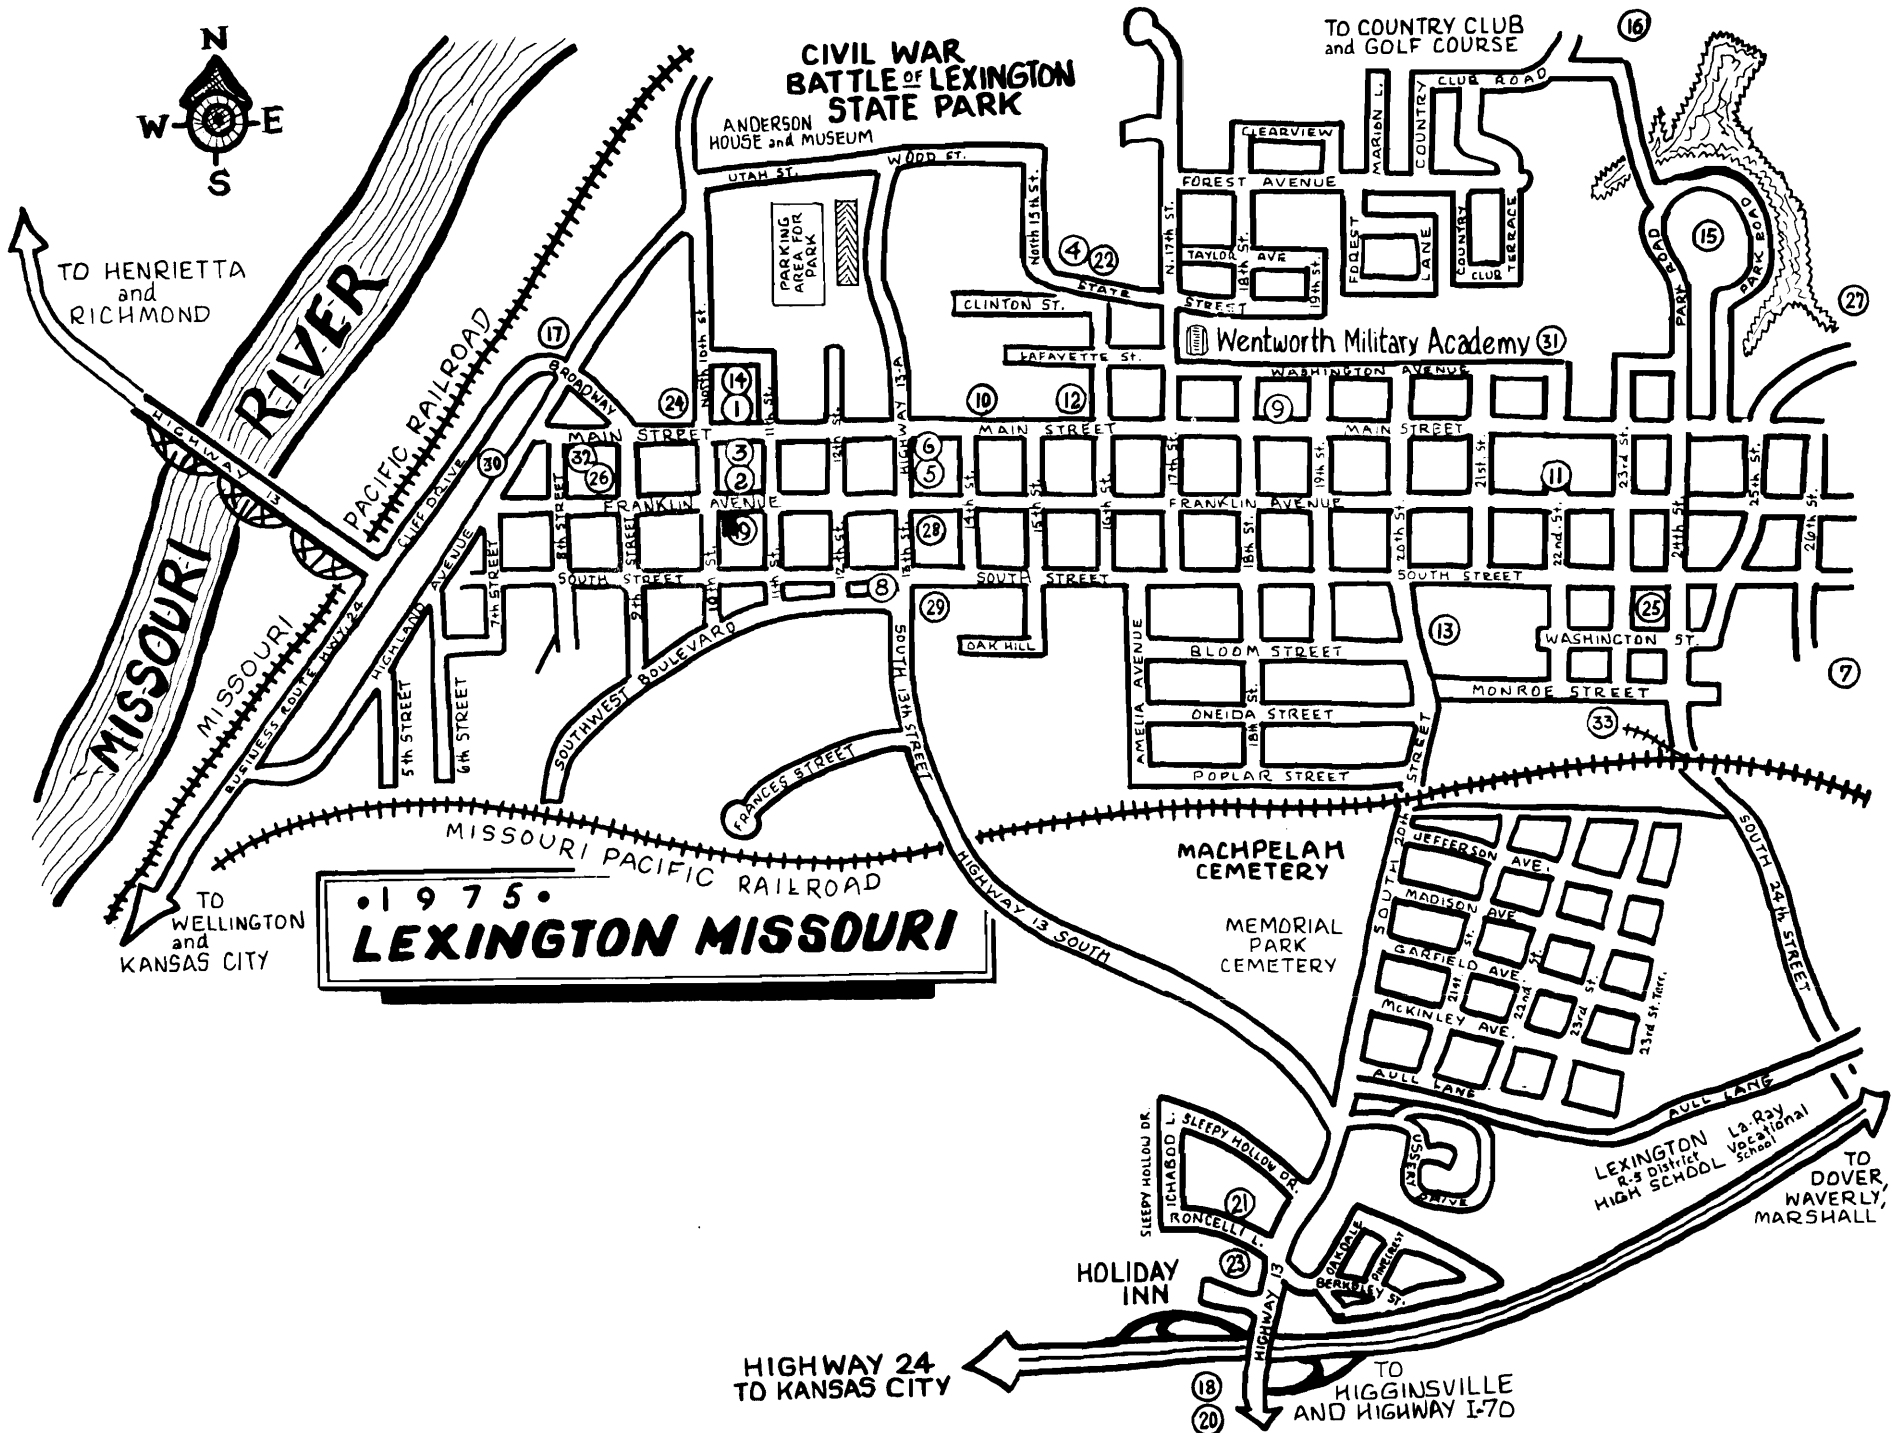 N
W
E
S
CIVIL WAR
BATTLE OF LEXINGTON
STATE PARK
ANDERSON
HOUSE and MUSEUM
TO COUNTRY CLUB
and GOLF COURSE
16
CLUB ROAD
MARION L.
COUNTRY
CLEARVIEW
FOREST AVENUE
WOOD ST.
UTAH ST.
PARKING
AREA FOR
PARK
North 15th St.
N. 17th ST.
4
22
TAYLOR AVE
18th St.
19th St.
FOREST
LANE
COUNTRY
CLUB
TERRACE
15
PARK ROAD
PARK ROAD
27
TO HENRIETTA
and
RICHMOND
MISSOURI
RIVER
STATE
STREET
CLINTON ST.
LAFAYETTE St.
Wentworth Military Academy
31
WASHINGTON AVENUE
17
BROADWAY
North 10th St.
24
14
1
11th St.
12th St.
HIGHWAY 13-A
10
12
9
HIGHWAY 13
PACIFIC RAILROAD
MISSOURI
CLIFF DRIVE
MAIN STREET
MAIN STREET
MAIN STREET
30
32
26
3
2
6
5
11
8th STREET
14th St.
15th St.
16th St.
17th St.
19th St.
21st. St
23rd St.
24th St.
25th St.
26th St.
FRANKLIN AVENUE
FRANKLIN AVENUE
19
28
7th STREET
9th STREET
10th St.
11th St.
12th St.
13th St.
18th St.
20th St.
22nd. St.
SOUTH STREET
SOUTH STREET
SOUTH STREET
8
29
9th St.
OAK HILL
25
13
WASHINGTON ST.
7
HIGHLAND AVENUE
BUSINESS ROUTE HWY-24
5th STREET
6th STREET
SOUTHWEST BOULEVARD
SOUTH 13th STREET
FRANCES STREET
AMELIA AVENUE
BLOOM STREET
18th St.
ONEIDA STREET
18th St.
POPLAR STREET
STREET
MONROE STREET
33
MISSOURI PACIFIC RAILROAD
TO
WELLINGTON
and
KANSAS CITY
•1975•
LEXINGTON MISSOURI
HIGHWAY 13 SOUTH
MACHPELAH
CEMETERY
MEMORIAL
PARK
CEMETERY
SOUTH 20th
JEFFERSON AVE.
MADISON AVE
GARFIELD AVE.
McKINLEY AVE.
21st. St.
22nd. St.
23rd St.
23rd St. Terr.
SOUTH 24th STREET
AULL LANE
AULL LANE
LEXINGTON
R-5 District
HIGH SCHOOL
La-Ray
Vocational
School
TO
DOVER,
WAVERLY,
MARSHALL
SLEEPY HOLLOW DR.
ICHABOD L.
SLEEPY HOLLOW DR.
21
RONCELLI L.
USSERY DRIVE
23
OAKDALE
PINECREST
BERKELEY ST.
HOLIDAY
INN
HIGHWAY 13
HIGHWAY 24
TO KANSAS CITY
18
20
TO
HIGGINSVILLE
AND HIGHWAY I-70